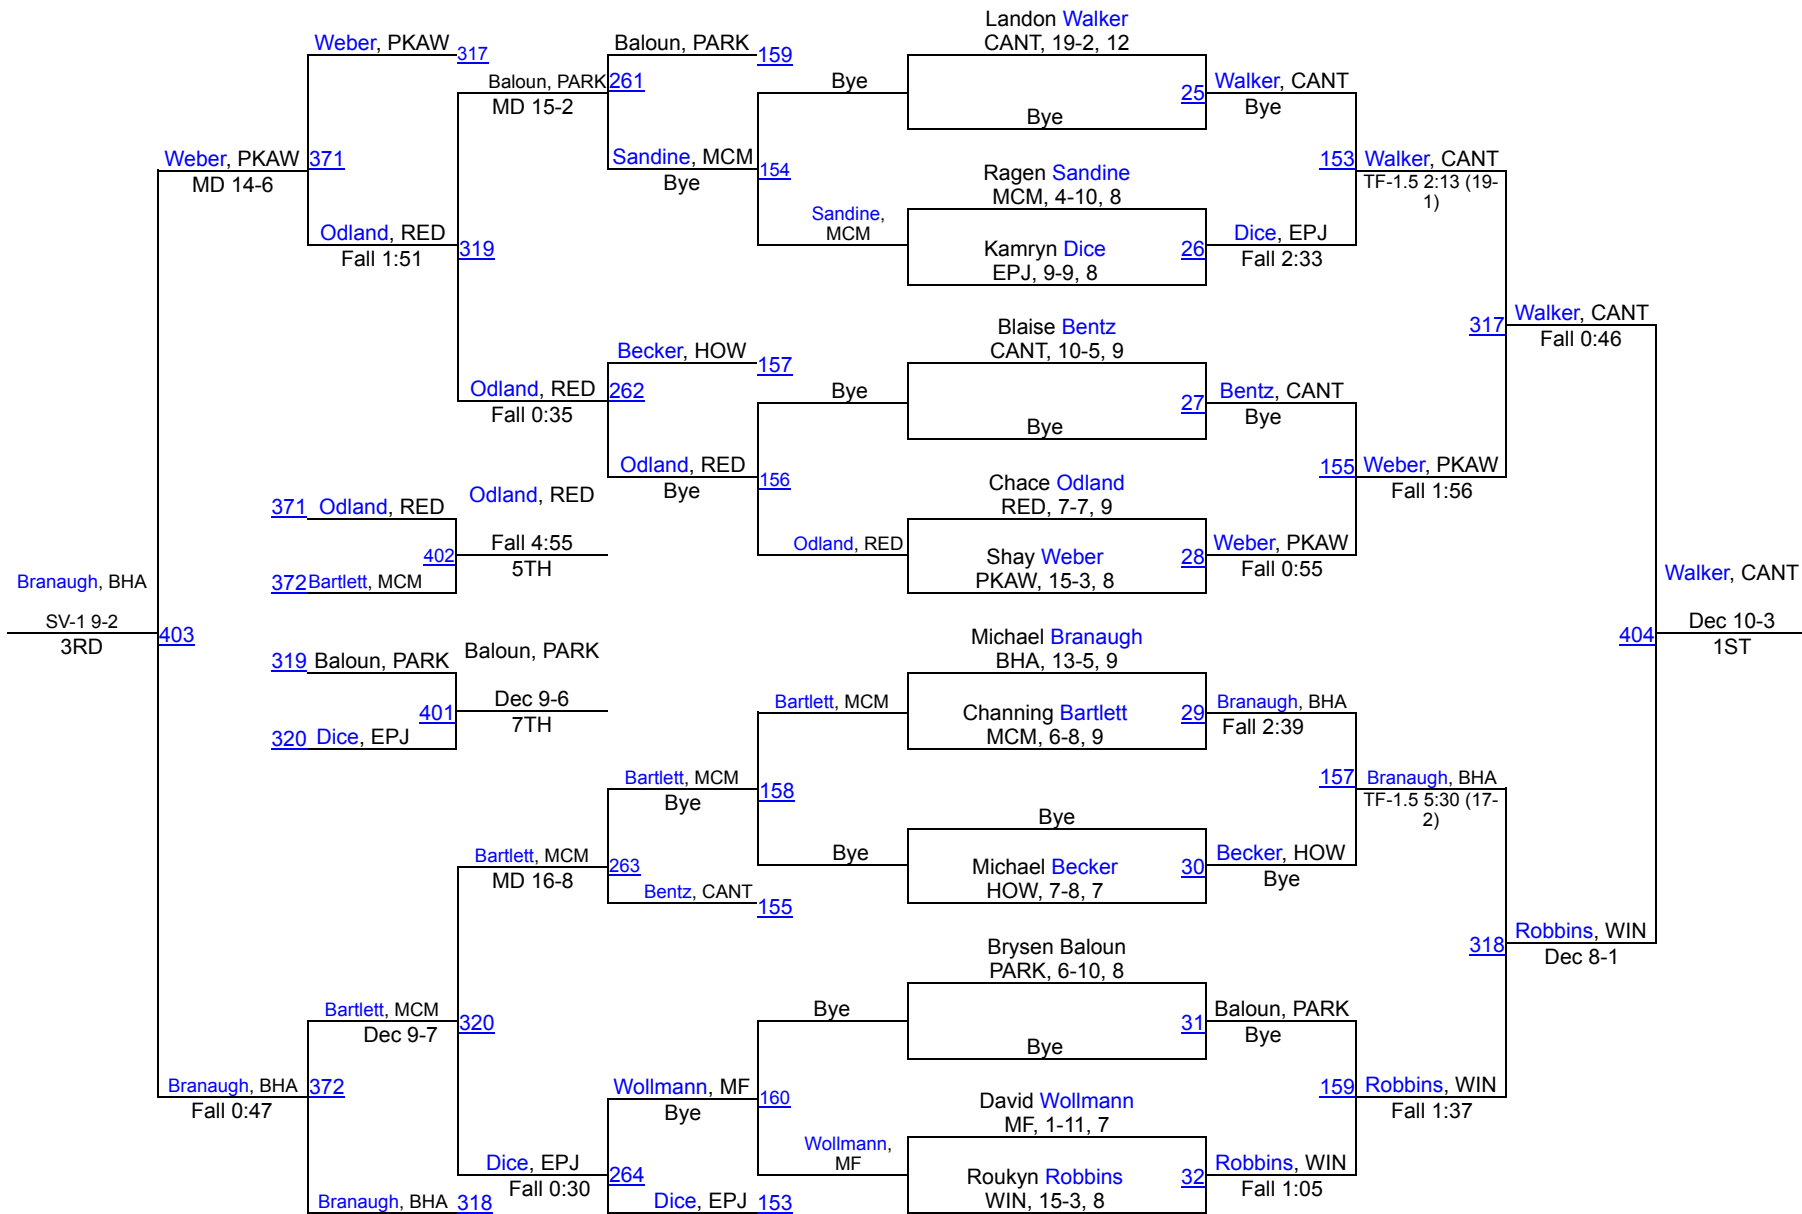 Landon Walker
CANT, 19-2, 12
Weber, PKAW
317
Baloun, PARK
159
Baloun, PARK
261
MD 15-2
Bye
25
Walker, CANT
Bye
Bye
Weber, PKAW
371
MD 14-6
Sandine, MCM
Bye
154
Ragen Sandine
MCM, 4-10, 8
153
Walker, CANT
TF-1.5 2:13 (19-
1)
Sandine,
MCM
Odland, RED
Fall 1:51
319
Kamryn Dice
EPJ, 9-9, 8
26
Dice, EPJ
Fall 2:33
Blaise Bentz
CANT, 10-5, 9
317
Walker, CANT
Fall 0:46
Becker, HOW
157
Odland, RED
262
Fall 0:35
Bye
27
Bentz, CANT
Bye
Bye
Odland, RED
Bye
156
155
Weber, PKAW
Fall 1:56
Chace Odland
RED, 7-7, 9
371
Odland, RED
Odland, RED
Fall 4:55
402
5TH
372
Bartlett, MCM
Odland, RED
Shay Weber
PKAW, 15-3, 8
28
Weber, PKAW
Fall 0:55
Branaugh, BHA
SV-1 9-2
3RD
403
Walker, CANT
404
Dec 10-3
1ST
319
Baloun, PARK
Baloun, PARK
Dec 9-6
401
7TH
320
Dice, EPJ
Michael Branaugh
BHA, 13-5, 9
Bartlett, MCM
Channing Bartlett
MCM, 6-8, 9
29
Branaugh, BHA
Fall 2:39
Bartlett, MCM
Bye
158
157
Branaugh, BHA
TF-1.5 5:30 (17-
2)
Bye
Bye
Michael Becker
HOW, 7-8, 7
30
Becker, HOW
Bye
Bartlett, MCM
MD 16-8
263
Bentz, CANT
155
Brysen Baloun
PARK, 6-10, 8
318
Robbins, WIN
Dec 8-1
Bartlett, MCM
Dec 9-7
320
Bye
31
Baloun, PARK
Bye
Bye
Branaugh, BHA
372
Fall 0:47
Wollmann, MF
Bye
160
David Wollmann
MF, 1-11, 7
159
Robbins, WIN
Fall 1:37
Wollmann,
MF
Dice, EPJ
Fall 0:30
264
Roukyn Robbins
WIN, 15-3, 8
32
Robbins, WIN
Fall 1:05
Branaugh, BHA
318
Dice, EPJ
153